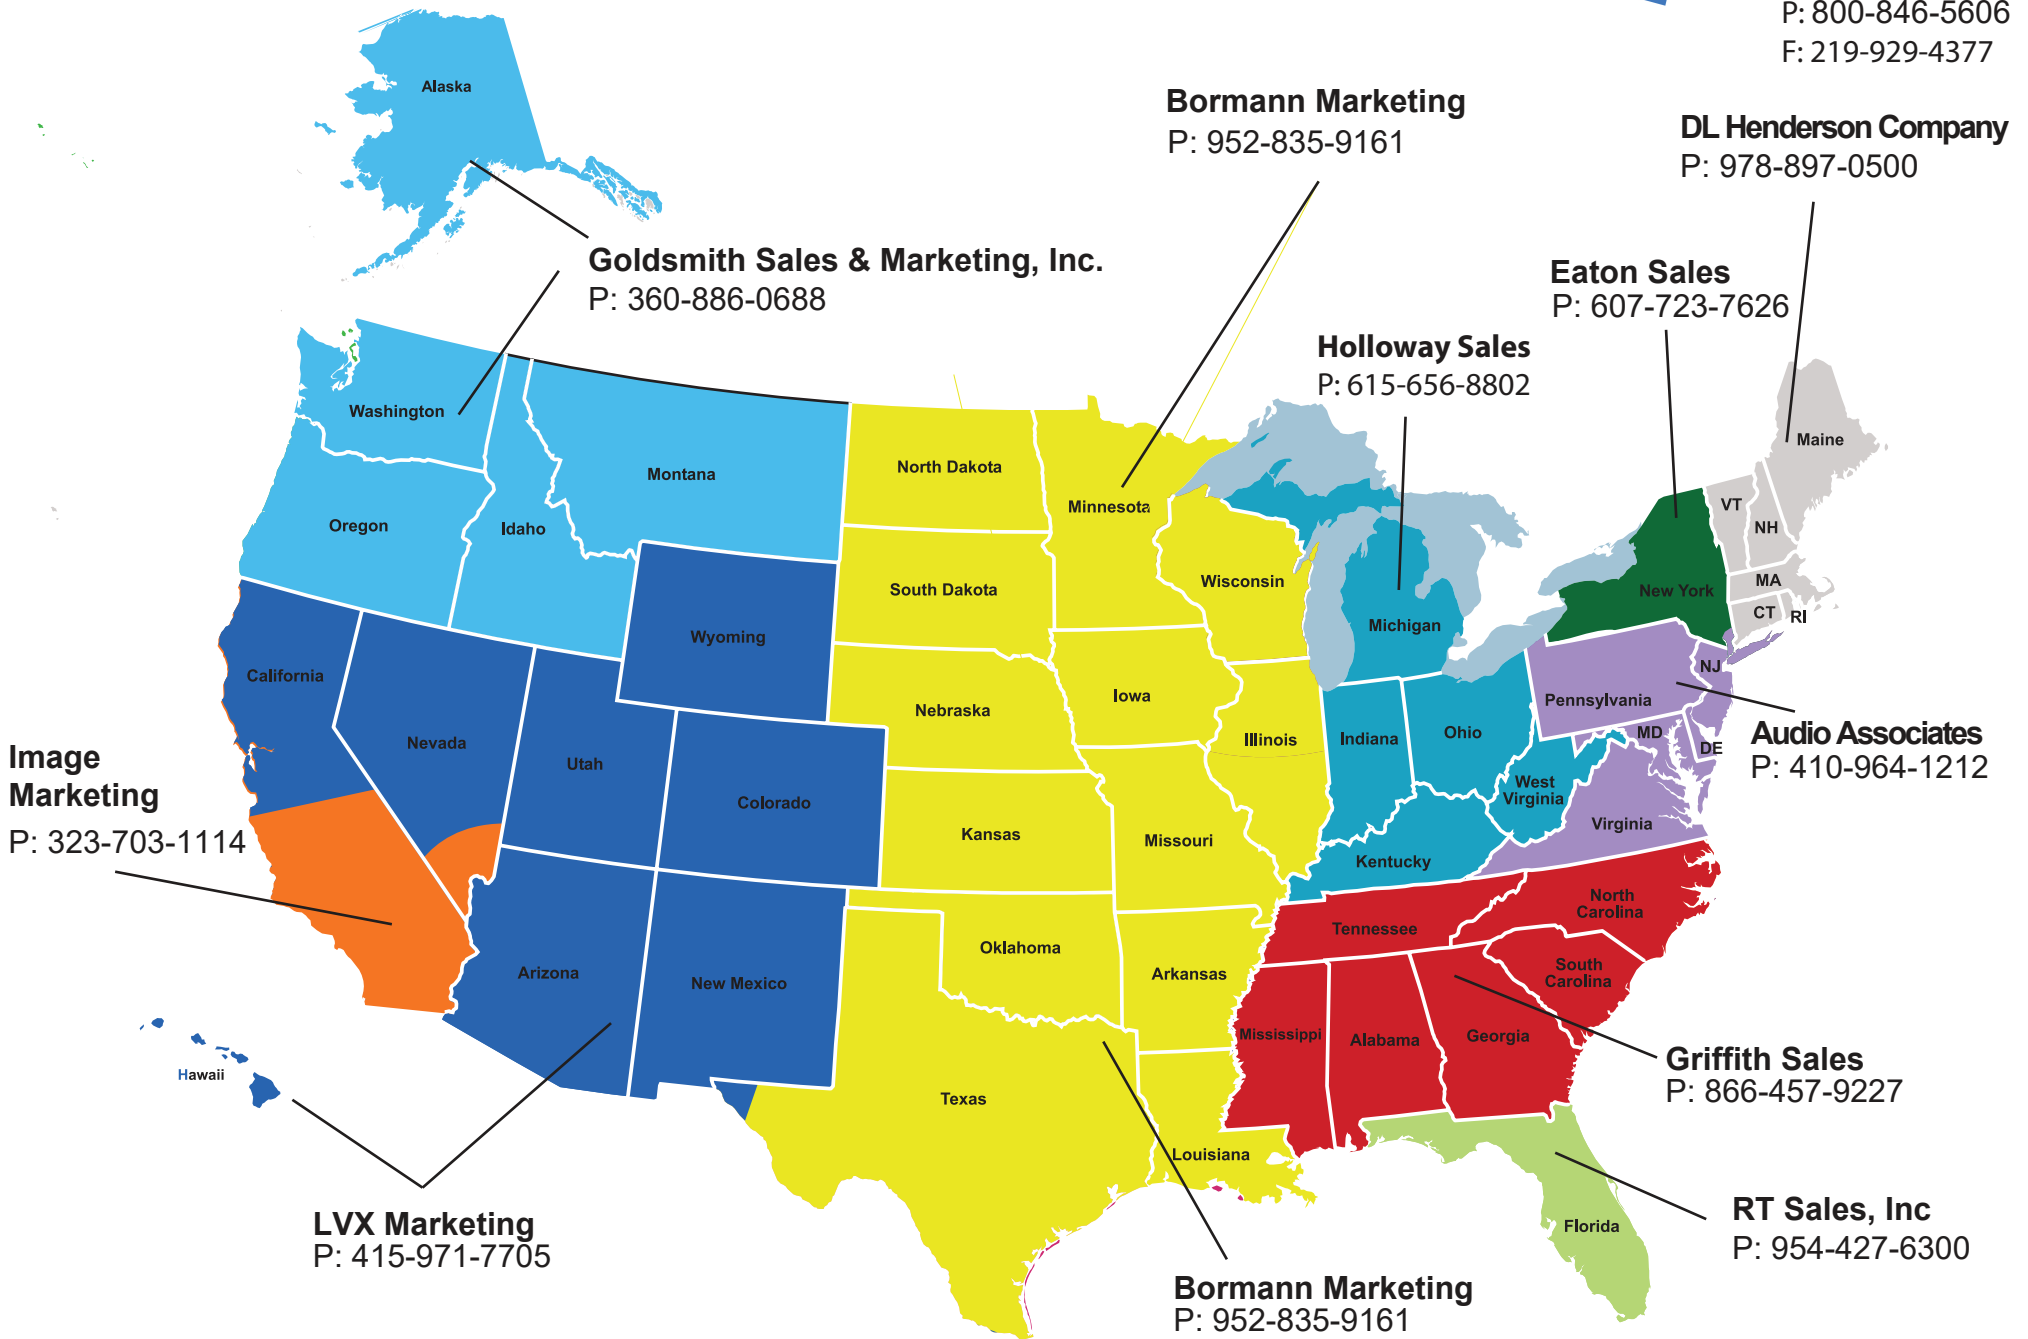 P: 800-846-5606
F: 219-929-4377
Alaska
Bormann Marketing
P: 952-835-9161
DL Henderson Company
P: 978-897-0500
Goldsmith Sales & Marketing, Inc.
P: 360-886-0688
Eaton Sales
P: 607-723-7626
Holloway Sales
P: 615-656-8802
Washington
Oregon
Idaho
Montana
North Dakota
Minnesota
South Dakota
Wisconsin
Michigan
New York
Maine
VT
NH
MA
CT
RI
Wyoming
California
Nevada
Utah
Colorado
Nebraska
Iowa
Illinois
Indiana
Ohio
Pennsylvania
NJ
MD
DE
West
Virginia
Virginia
Audio Associates
P: 410-964-1212
Image
Marketing
P: 323-703-1114
Kansas
Missouri
Kentucky
Tennessee
North
Carolina
South
Carolina
Arizona
New Mexico
Oklahoma
Arkansas
Mississippi
Alabama
Georgia
Griffith Sales
P: 866-457-9227
Hawaii
Texas
Louisiana
Florida
LVX Marketing
P: 415-971-7705
RT Sales, Inc
P: 954-427-6300
Bormann Marketing
P: 952-835-9161